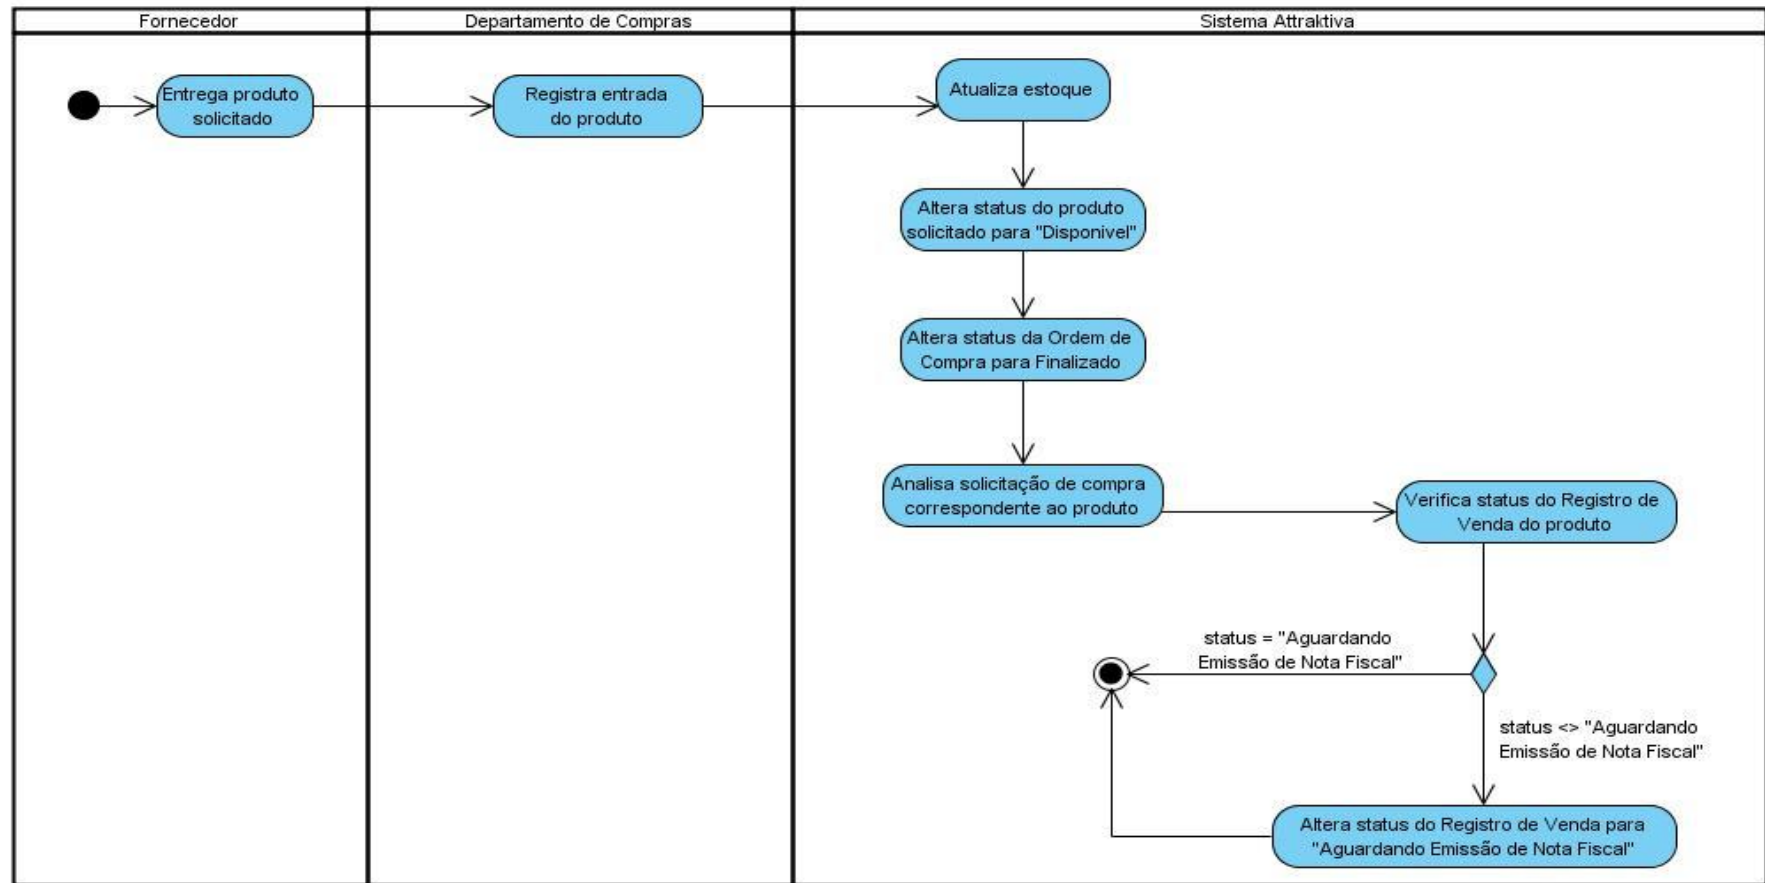 Fornecedor
Departamento de Compras
Sistema Attraktiva
Entrega produto
solicitado
Registra entrada
do produto
Atualiza estoque
Altera status do produto
solicitado para "Disponivel"
Altera status da Ordem de
Compra para Finalizado
Analisa solicitação de compra
correspondente ao produto
Verifica status do Registro de
Venda do produto
status = "Aguardando
Emissão de Nota Fiscal"
status <> "Aguardando
Emissão de Nota Fiscal"
Altera status do Registro de Venda para
"Aguardando Emissão de Nota Fiscal"